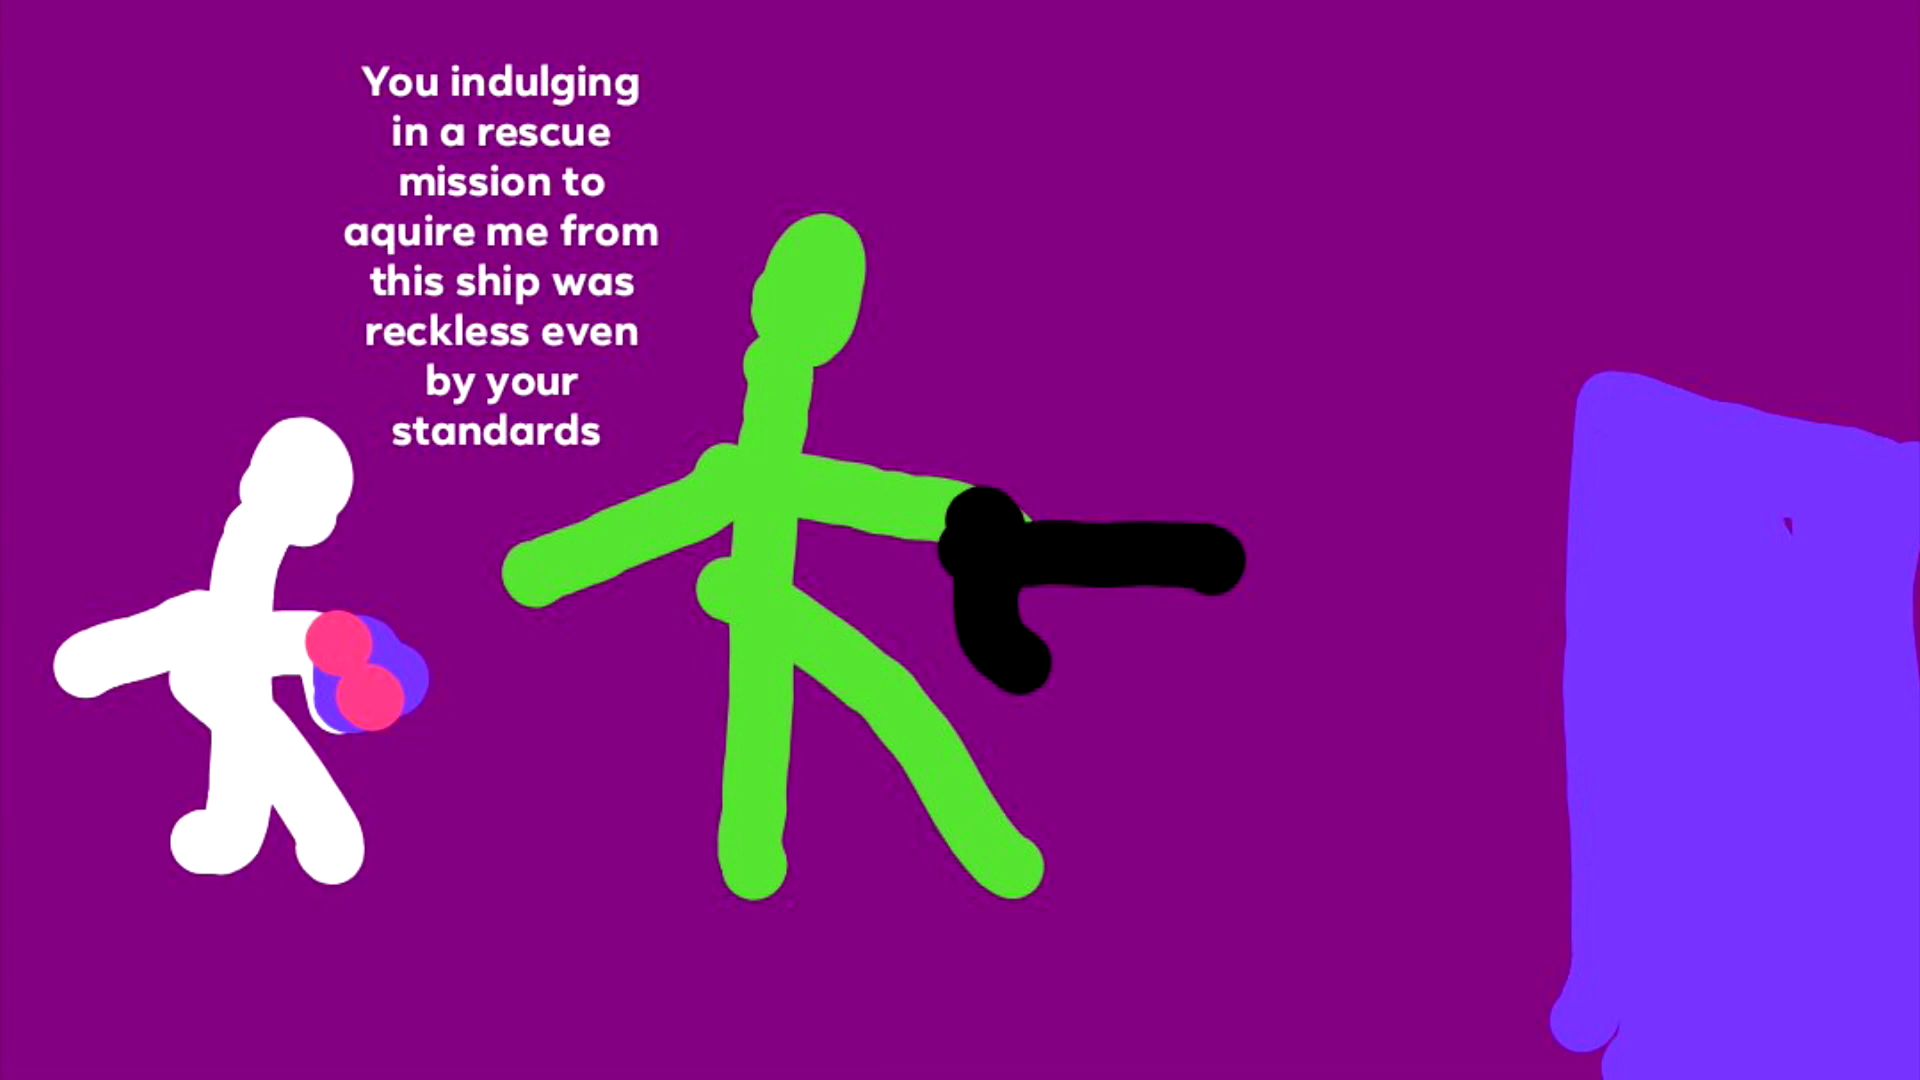 You indulging
in a rescue
mission to
aquire me from
this ship was
reckless even
by your
standards